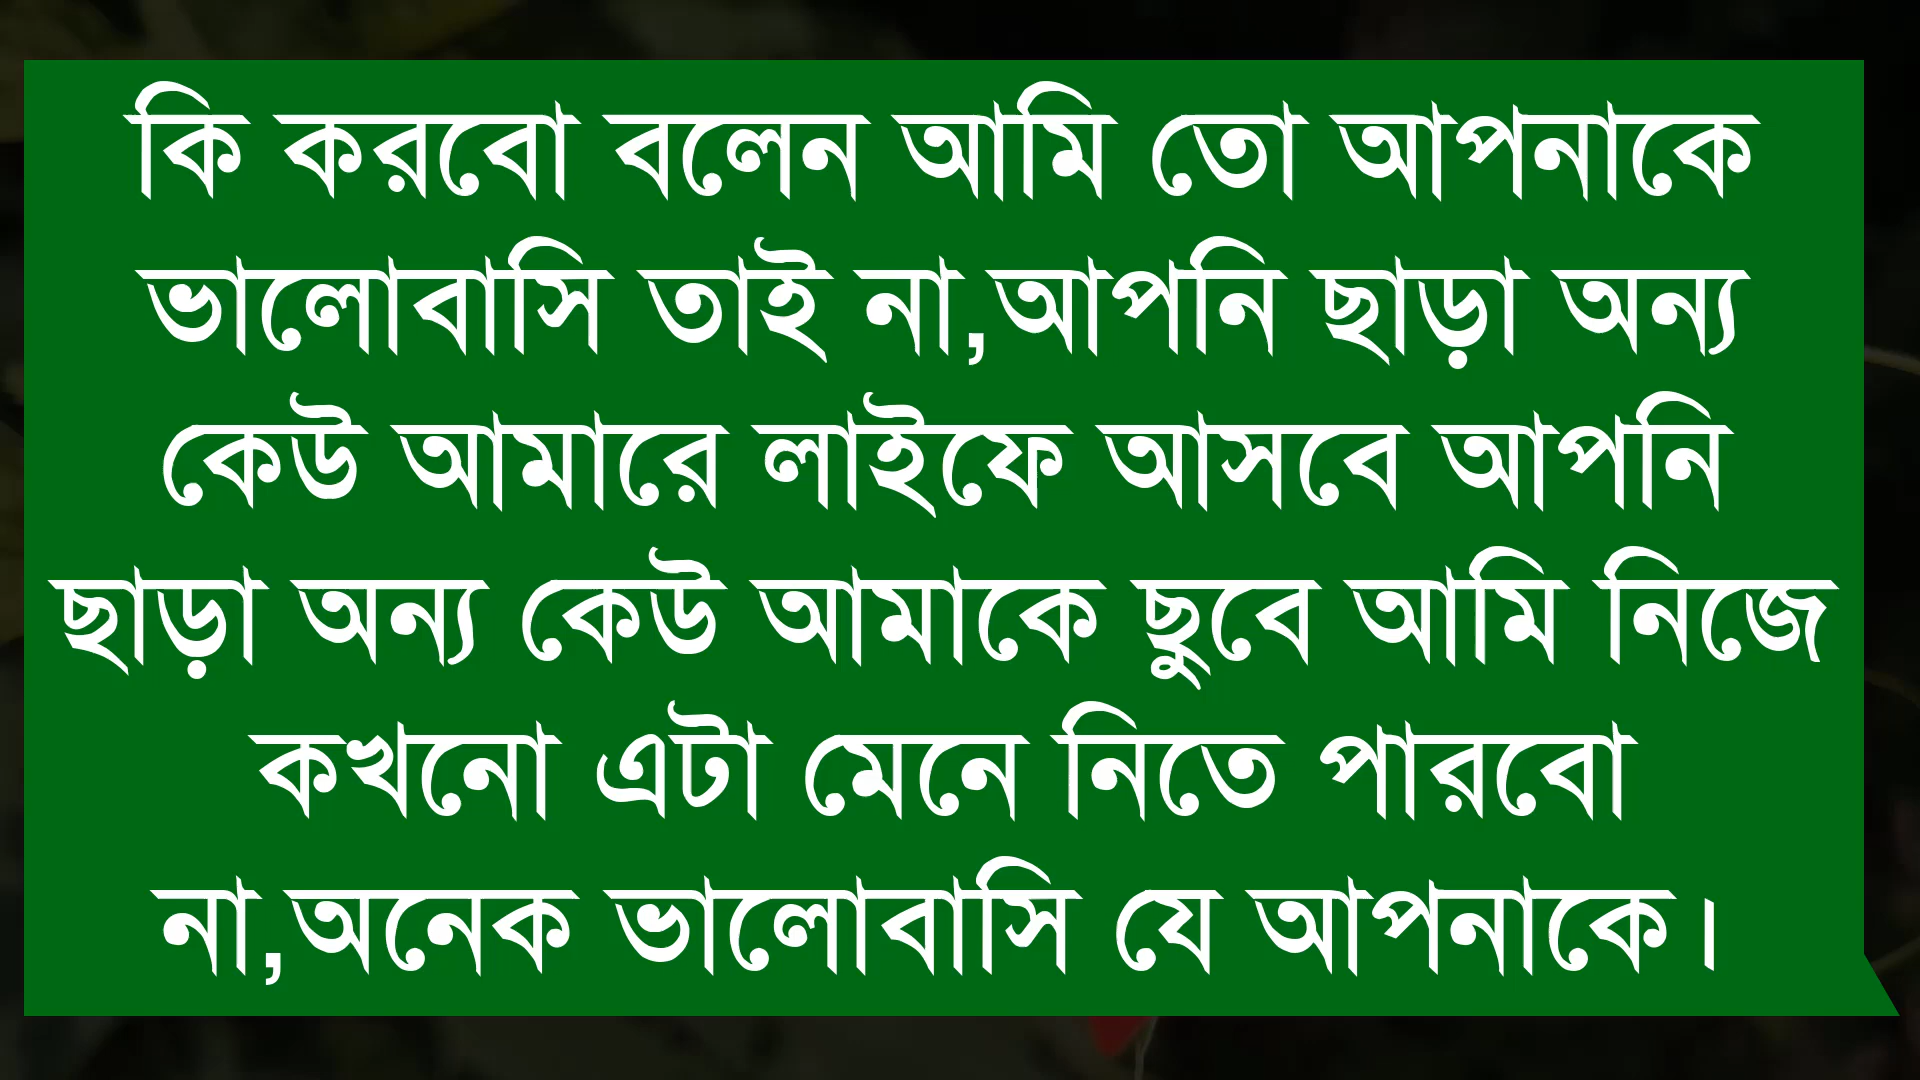 কি করবো বলেন আমি তো আপনাকে
ভালোবাসি তাই না,আপনি ছাড়া অন্য
কেউ আমারে লাইফে আসবে আপনি
ছাড়া অন্য কেউ আমাকে ছুবে আমি নিজে
কখনো এটা মেনে নিতে পারবো
না,অনেক ভালোবাসি যে আপনাকে।